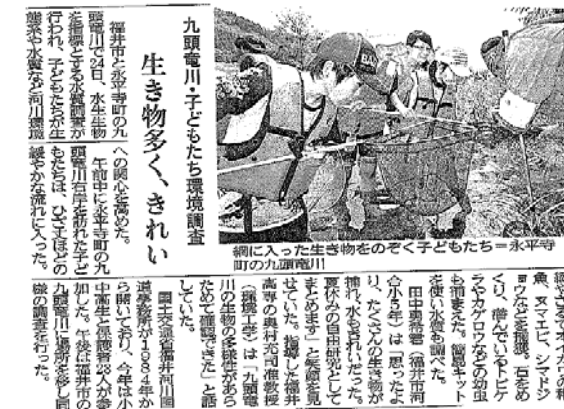 九頭竜川・子どもたち環境調査
生き物多く、きれい
福井市と永平寺町の九
頭竜川で24日、水生生物
を指標とする水質調査が
行われ、子どもたちが生
態系や水質など河川環境
への関心を高めた。
午前中に永平寺町の九
頭竜川右岸を訪れた子ど
もたちは、ひざ丈ほどの
緩やかな流れに入った。
網に入った生き物をのぞく子どもたち＝永平寺
町の九頭竜川
網やざるでオイカワの稚
魚、ヌマエビ、シマドジ
ョウなどを捕獲。石をめ
くり、潜んでいるトビケ
ラやカゲロウなどの幼虫
も捕まえた。簡易キット
を使い水質も調べた。
田中 君（福井市河
合小5年）は「思ったよ
り、たくさんの生き物が
捕れ、水もきれいだった。
夏休みの自由研究として
まとめます」と笑顔を見
せていた。指導した福井
高専の奥村充司准教授
（環境工学）は「九頭竜
川の生物の多様性があら
ためて確認できた」と話
していた。
国土交通省福井河川国
道事務所が1984年か
ら開いており、今年は小
中高生と保護者28人が参
加した。午後は福井市の
九頭竜川で場所を移し同
様の調査を行った。